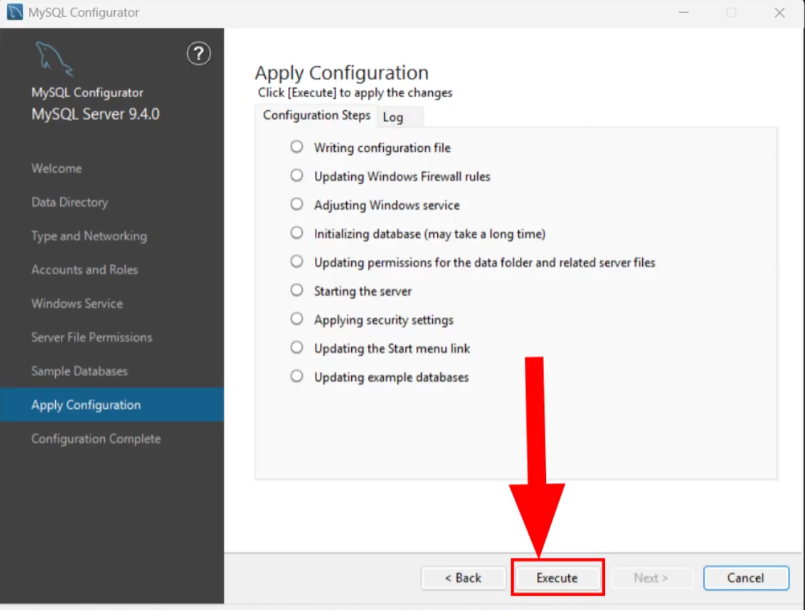 MySQL Configurator
?
MySQL Configurator
MySQL Server 9.4.0
Welcome
Data Directory
Type and Networking
Accounts and Roles
Windows Service
Server File Permissions
Sample Databases
Apply Configuration
Configuration Complete
Apply Configuration
Click [Execute] to apply the changes
Configuration Steps Log
Writing configuration file
Updating Windows Firewall rules
Adjusting Windows service
Initializing database (may take a long time)
Updating permissions for the data folder and related server files
Starting the server
Applying security settings
Updating the Start menu link
Updating example databases
< Back Execute Next > Cancel